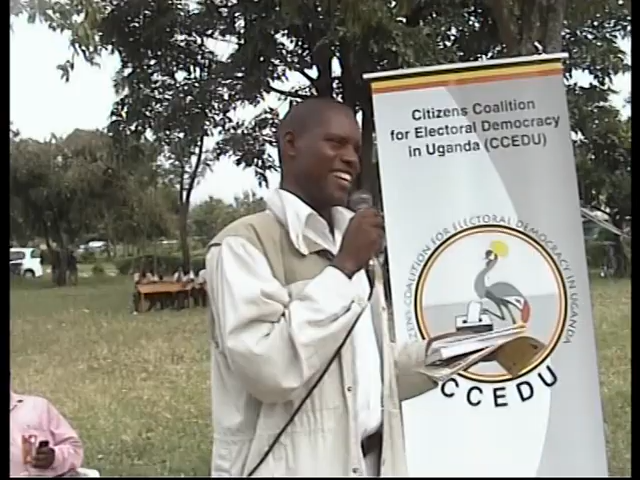 Citizens Coalition
for Electoral Democracy
in Uganda (CCEDU)
CITIZENS COALITION FOR ELECTORAL DEMOCRACY IN UGANDA
CCEDU